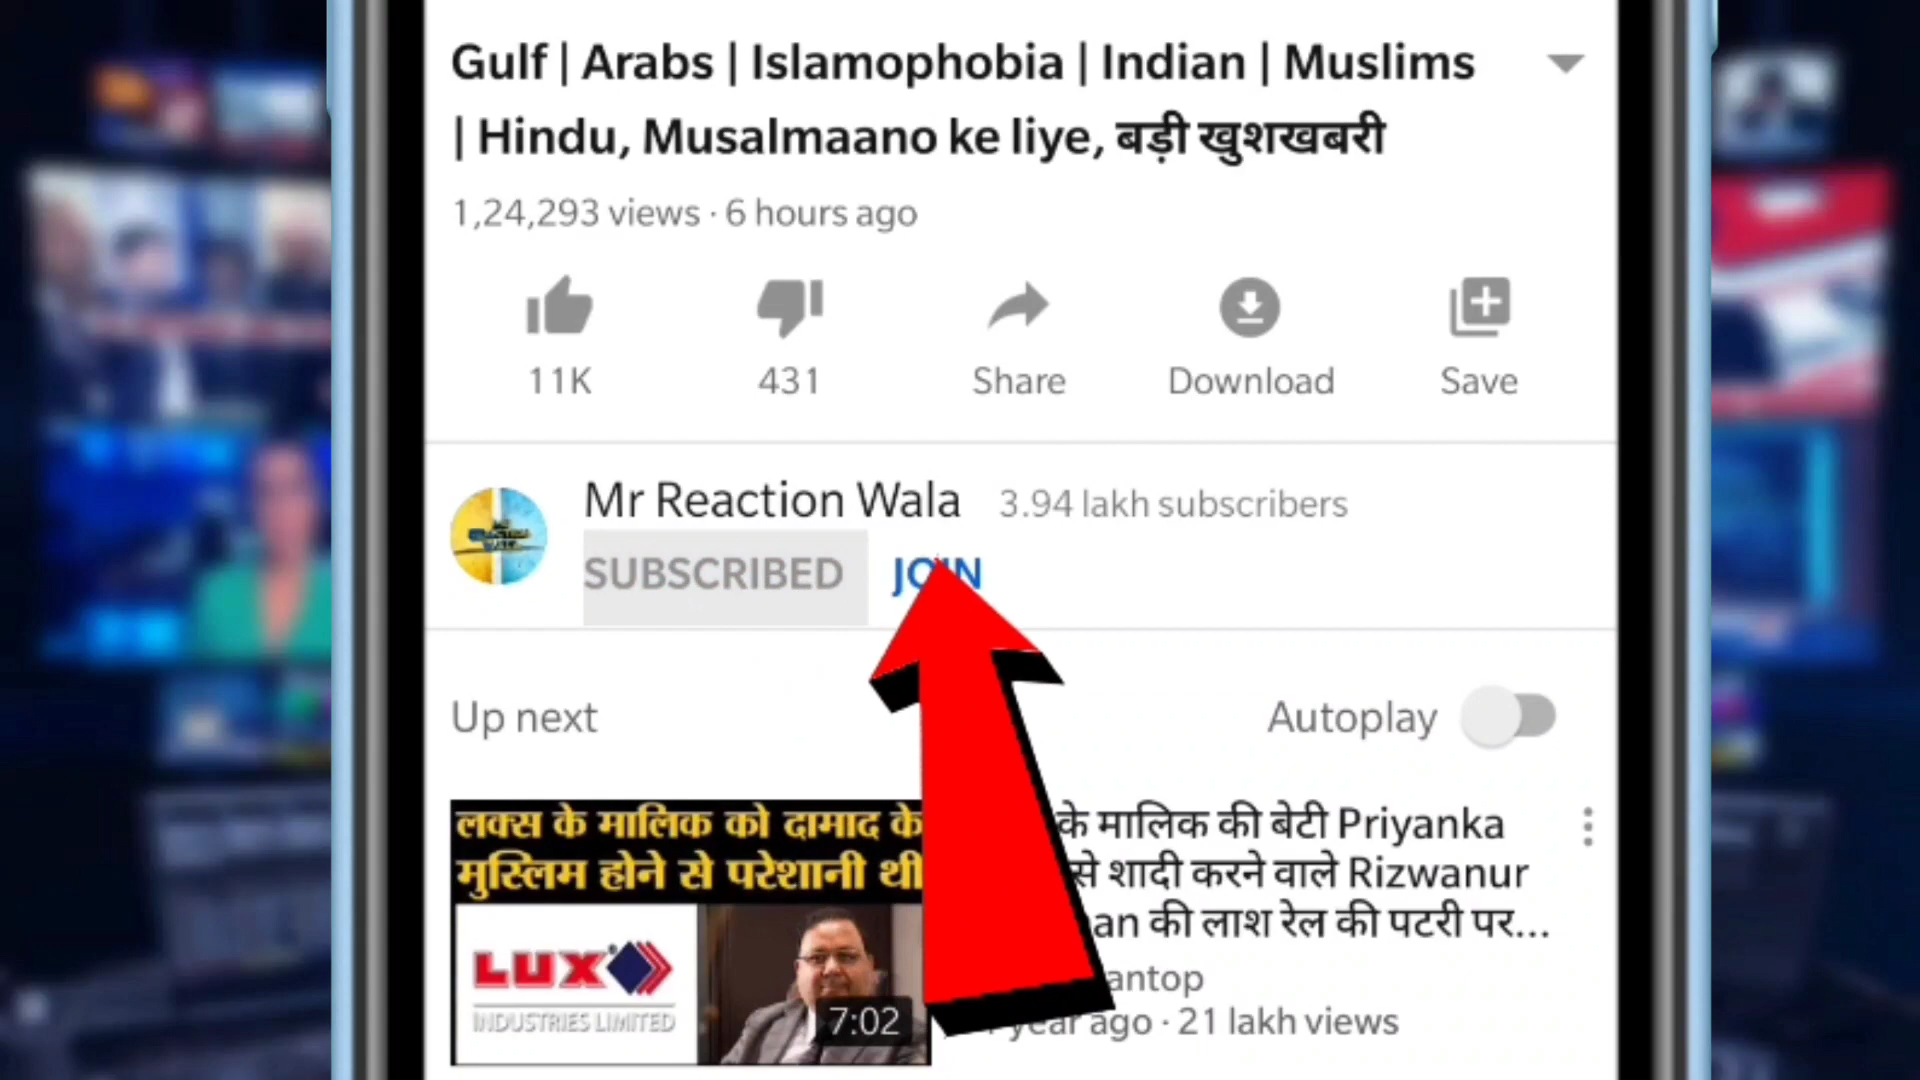 Gulf | Arabs | Islamophobia | Indian | Muslims
| Hindu, Musalmaano ke liye, बड़ी खुशखबरी
1,24,293 views · 6 hours ago
11K
431
Share
Download
Save
Mr Reaction Wala 3.94 lakh subscribers
SUBSCRIBED JOIN
Up next
Autoplay
लक्स के मालिक को दामाद के
मुस्लिम होने से परेशानी थी
LUX
INDUSTRIES LIMITED
7:02
के मालिक की बेटी Priyanka
से शादी करने वाले Rizwanur
की लाश रेल की पटरी पर...
year ago · 21 lakh views